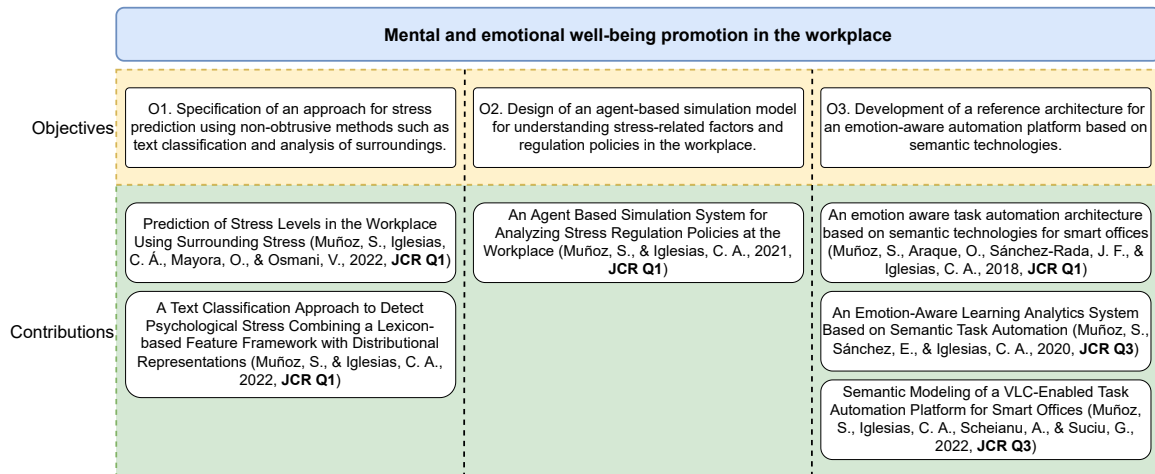 Mental and emotional well-being promotion in the workplace
Objectives
O1. Specification of an approach for stress
prediction using non-obtrusive methods such as
text classification and analysis of surroundings.
O2. Design of an agent-based simulation model
for understanding stress-related factors and
regulation policies in the workplace.
O3. Development of a reference architecture for
an emotion-aware automation platform based on
semantic technologies.
Contributions
Prediction of Stress Levels in the Workplace
Using Surrounding Stress (Muñoz, S., Iglesias,
C. Á., Mayora, O., & Osmani, V., 2022, JCR Q1)
A Text Classification Approach to Detect
Psychological Stress Combining a Lexicon-
based Feature Framework with Distributional
Representations (Muñoz, S., & Iglesias, C. A.,
2022, JCR Q1)
An Agent Based Simulation System for
Analyzing Stress Regulation Policies at the
Workplace (Muñoz, S., & Iglesias, C. A., 2021,
JCR Q1)
An emotion aware task automation architecture
based on semantic technologies for smart offices
(Muñoz, S., Araque, O., Sánchez-Rada, J. F., &
Iglesias, C. A., 2018, JCR Q1)
An Emotion-Aware Learning Analytics System
Based on Semantic Task Automation (Muñoz, S.,
Sánchez, E., & Iglesias, C. A., 2020, JCR Q3)
Semantic Modeling of a VLC-Enabled Task
Automation Platform for Smart Offices (Muñoz,
S., Iglesias, C. A., Scheianu, A., & Suciu, G.,
2022, JCR Q3)